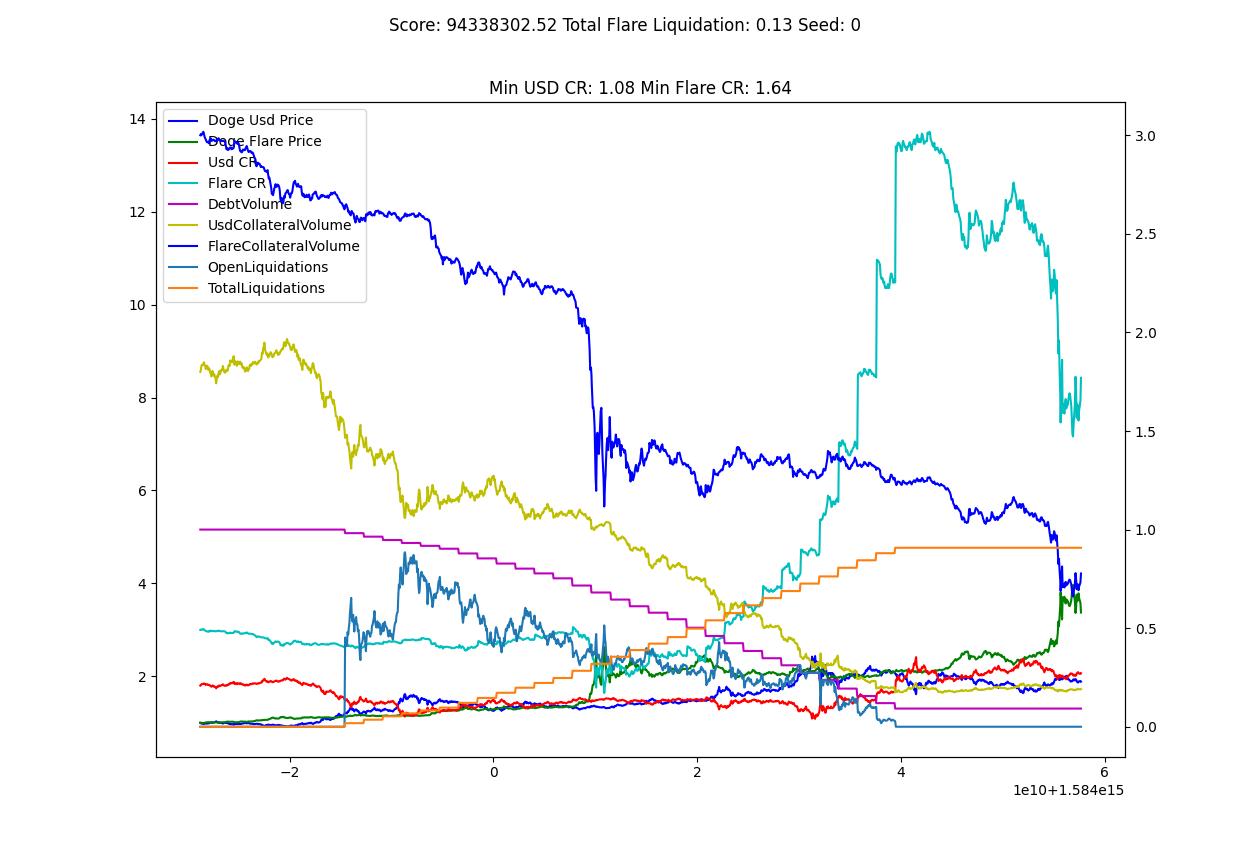 Score: 94338302.52 Total Flare Liquidation: 0.13 Seed: 0
Min USD CR: 1.08 Min Flare CR: 1.64
Doge Usd Price
Doge Flare Price
Usd CR
Flare CR
DebtVolume
UsdCollateralVolume
FlareCollateralVolume
OpenLiquidations
TotalLiquidations
14
12
10
8
6
4
2
3.0
2.5
2.0
1.5
1.0
0.5
0.0
−2
0
2
4
6
1e10+1.584e15